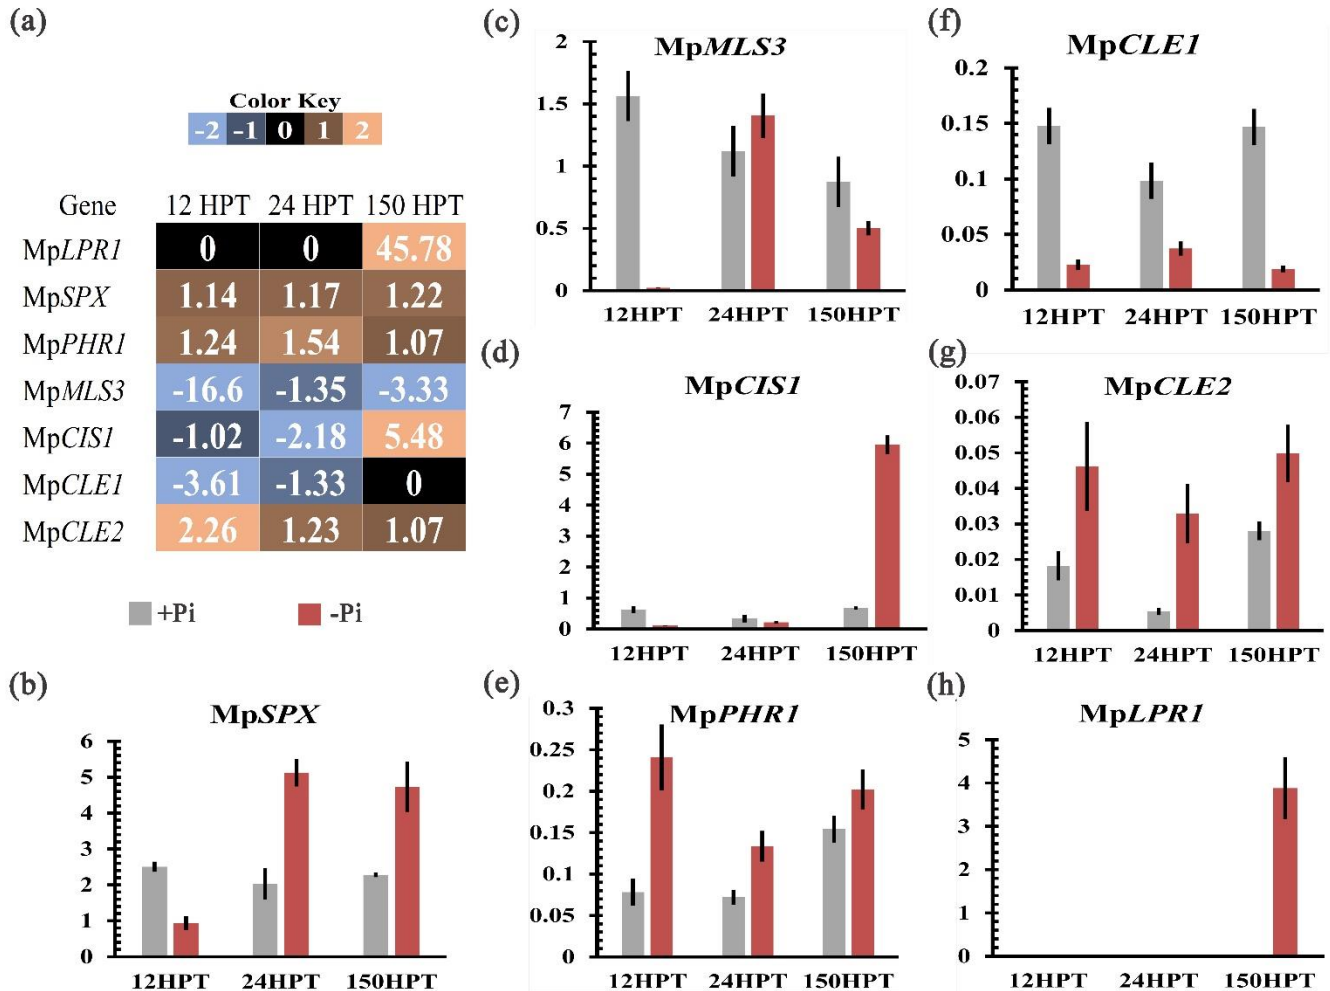 (a)
Color Key
-2 -1 0 1 2
Gene 12 HPT 24 HPT 150 HPT
MpLPR1 0 0 45.78
MpSPX 1.14 1.17 1.22
MpPHR1 1.24 1.54 1.07
MpMLS3 -16.6 -1.35 -3.33
MpCIS1 -1.02 -2.18 5.48
MpCLE1 -3.61 -1.33 0
MpCLE2 2.26 1.23 1.07
+Pi -Pi
(b)
MpSPX
6
5
4
3
2
1
0
12HPT 24HPT 150HPT
(c)
MpMLS3
2
1.5
1
0.5
0
12HPT 24HPT 150HPT
(d)
MpCIS1
7
6
5
4
3
2
1
0
12HPT 24HPT 150HPT
(e)
MpPHR1
0.3
0.25
0.2
0.15
0.1
0.05
0
12HPT 24HPT 150HPT
(f)
MpCLE1
0.2
0.15
0.1
0.05
0
12HPT 24HPT 150HPT
(g)
MpCLE2
0.07
0.06
0.05
0.04
0.03
0.02
0.01
0
12HPT 24HPT 150HPT
(h)
MpLPR1
5
4
3
2
1
0
12HPT 24HPT 150HPT